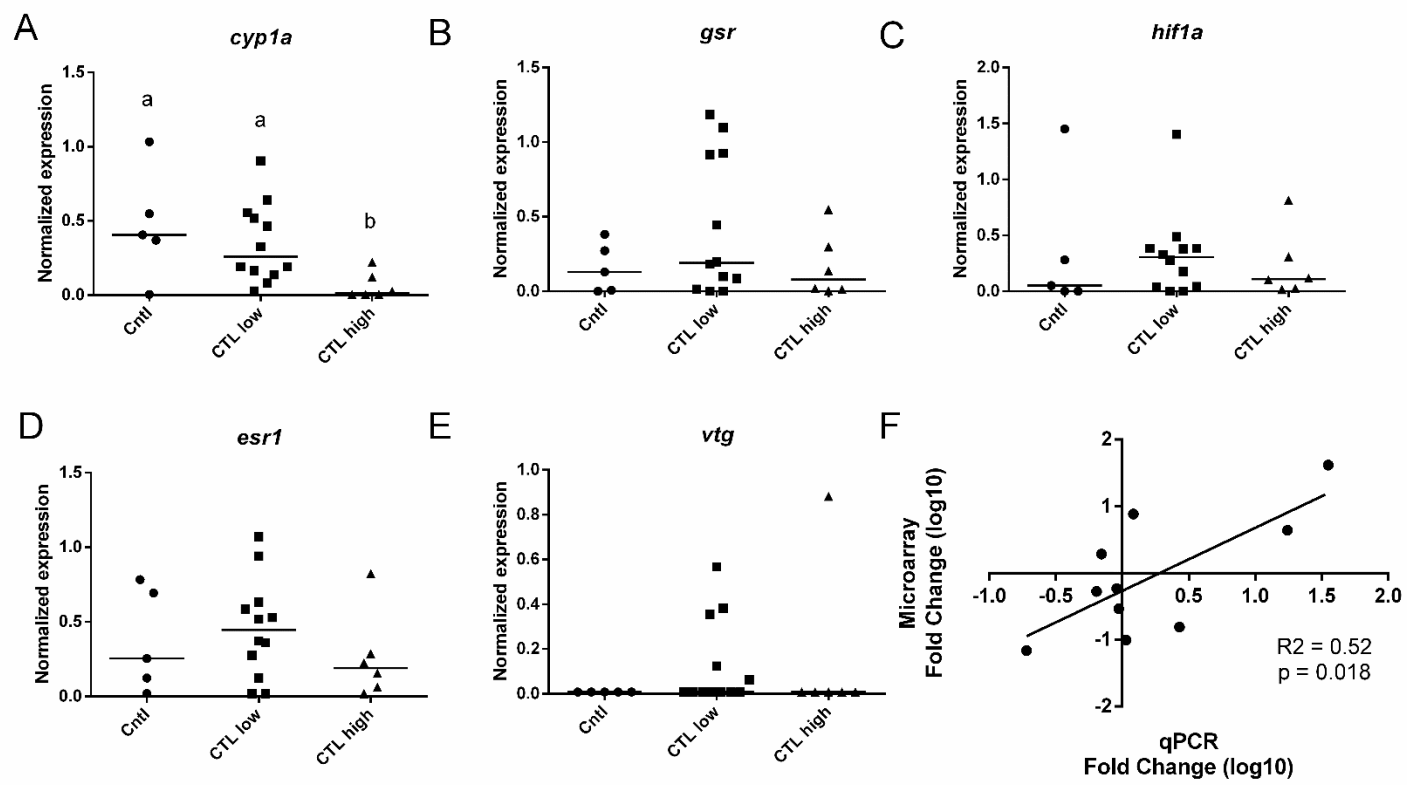 A
cyp1a
Normalized expression
1.5
1.0
0.5
0.0
a
a
b
Cntl
CTL low
CTL high
B
gsr
Normalized expression
1.5
1.0
0.5
0.0
Cntl
CTL low
CTL high
C
hif1a
Normalized expression
2.0
1.5
1.0
0.5
0.0
Cntl
CTL low
CTL high
D
esr1
Normalized expression
1.5
1.0
0.5
0.0
Cntl
CTL low
CTL high
E
vtg
Normalized expression
1.0
0.8
0.6
0.4
0.2
0.0
Cntl
CTL low
CTL high
F
Microarray
Fold Change (log10)
2
1
-1
-2
-1.0
-0.5
0.5
1.0
1.5
2.0
R2 = 0.52
p = 0.018
qPCR
Fold Change (log10)